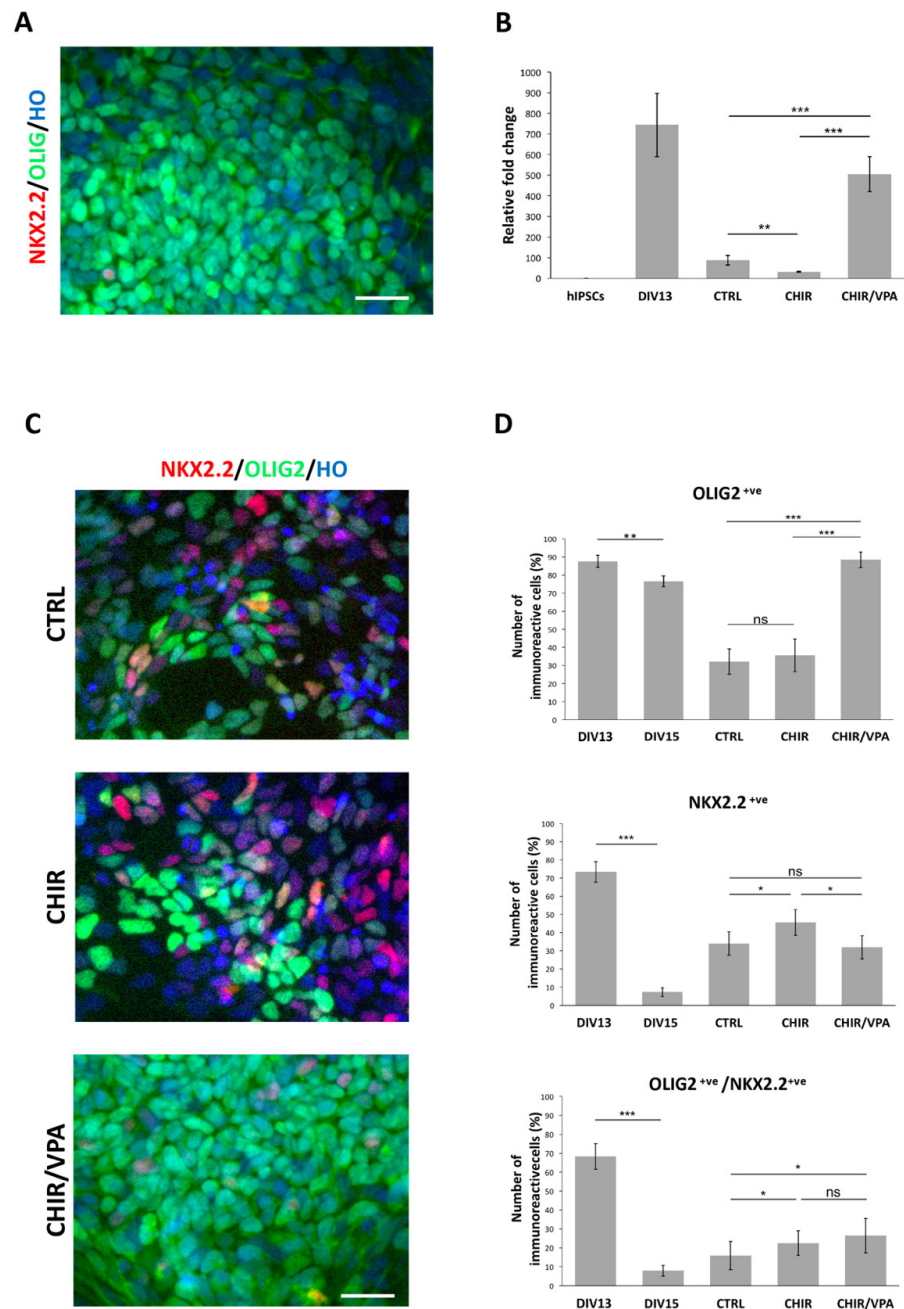 A
NKX2.2/OLIG/HO
B
Relative fold change
1000
900
800
700
600
500
400
300
200
100
0
***
***
**
hIPSCs DIV13 CTRL CHIR CHIR/VPA
C
NKX2.2/OLIG2/HO
CTRL
CHIR
CHIR/VPA
D
OLIG2 +ve
Number of
immunoreactive cells (%)
100
90
80
70
60
50
40
30
20
10
0
**
***
***
ns
DIV13 DIV15 CTRL CHIR CHIR/VPA
NKX2.2 +ve
Number of
immunoreactive cells (%)
100
90
80
70
60
50
40
30
20
10
0
***
ns
* *
DIV13 DIV15 CTRL CHIR CHIR/VPA
OLIG2 +ve /NKX2.2+ve
Number of
immunoreactivecells (%)
100
90
80
70
60
50
40
30
20
10
0
***
*
* ns
DIV13 DIV15 CTRL CHIR CHIR/VPA